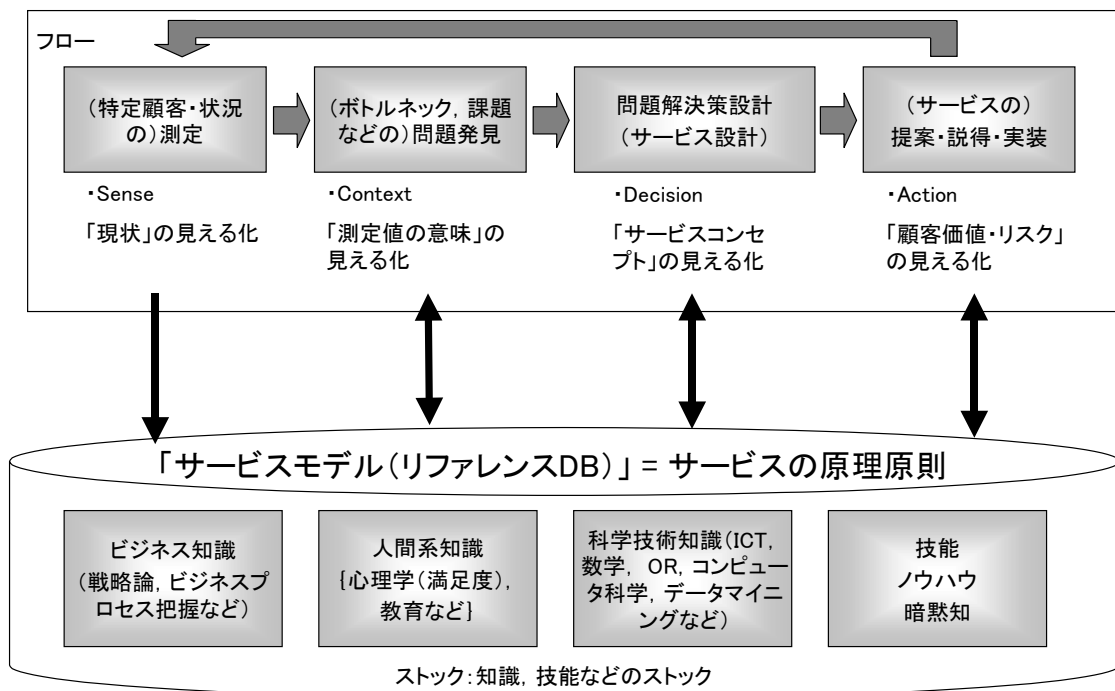 フロー
(特定顧客・状況
の)測定
(ボトルネック, 課題
などの)問題発見
問題解決策設計
(サービス設計)
(サービスの)
提案・説得・実装
・Sense
「現状」の見える化
・Context
「測定値の意味」の
見える化
・Decision
「サービスコンセ
プト」の見える化
・Action
「顧客価値・リスク」
の見える化
「サービスモデル(リファレンスDB)」 = サービスの原理原則
ビジネス知識
(戦略論, ビジネスプ
ロセス把握など)
人間系知識
{心理学(満足度),
教育など}
科学技術知識(ICT,
数学, OR, コンピュー
タ科学, データマイニ
ングなど)
技能
ノウハウ
暗黙知
ストック: 知識, 技能などのストック